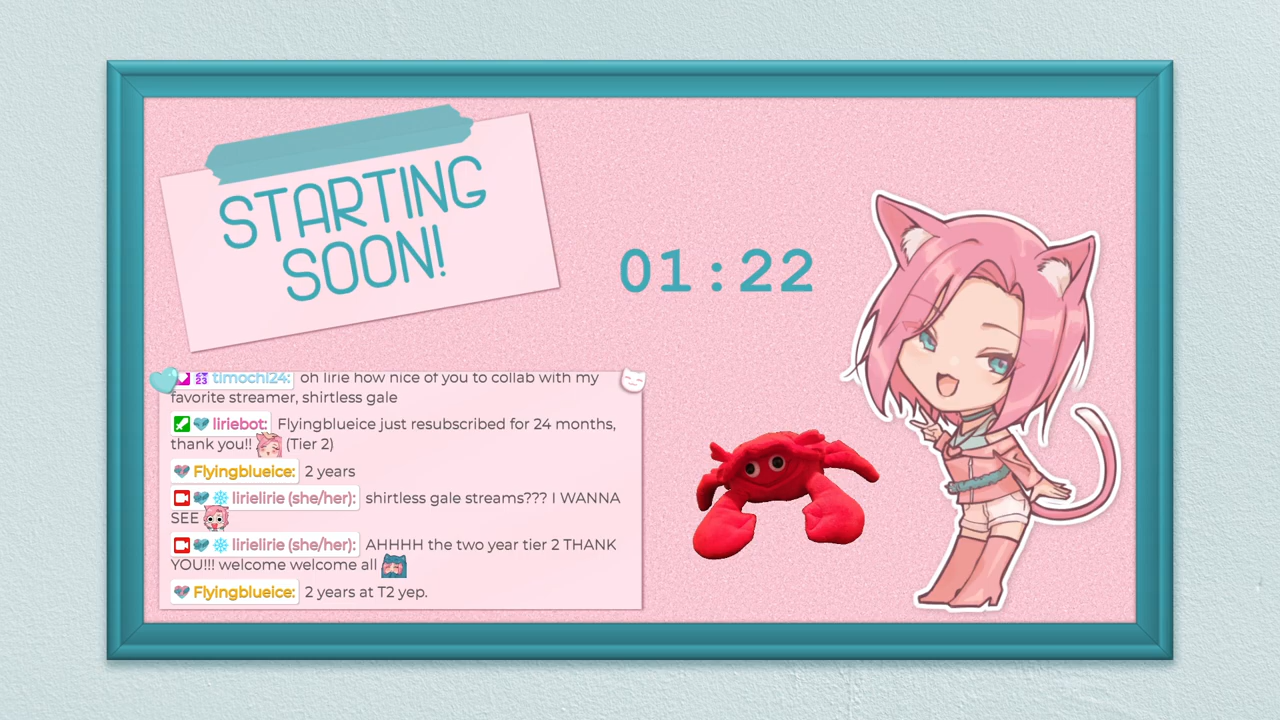 STARTING
SOON!
01:22
timochi24: oh lirie how nice of you to collab with my
favorite streamer, shirtless gale
liriebot: Flyingblueice just resubscribed for 24 months,
thank you!! (Tier 2)
Flyingblueice: 2 years
lirielirie (she/her): shirtless gale streams??? I WANNA
SEE
lirielirie (she/her): AHHHH the two year tier 2 THANK
YOU!!! welcome welcome all
Flyingblueice: 2 years at T2 yep.